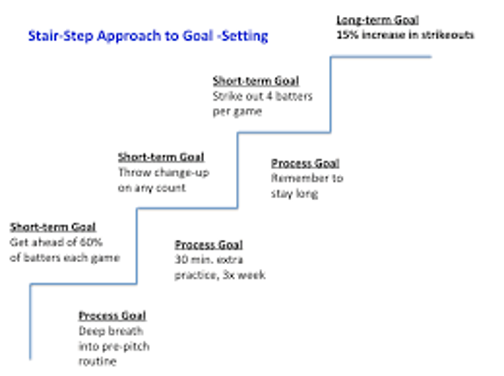 Stair-Step Approach to Goal -Setting
Long-term Goal
15% increase in strikeouts
Short-term Goal
Strike out 4 batters
per game
Short-term Goal
Throw change-up
on any count
Process Goal
Remember to
stay long
Short-term Goal
Get ahead of 60%
of batters each game
Process Goal
30 min. extra
practice, 3x week
Process Goal
Deep breath
into pre-pitch
routine